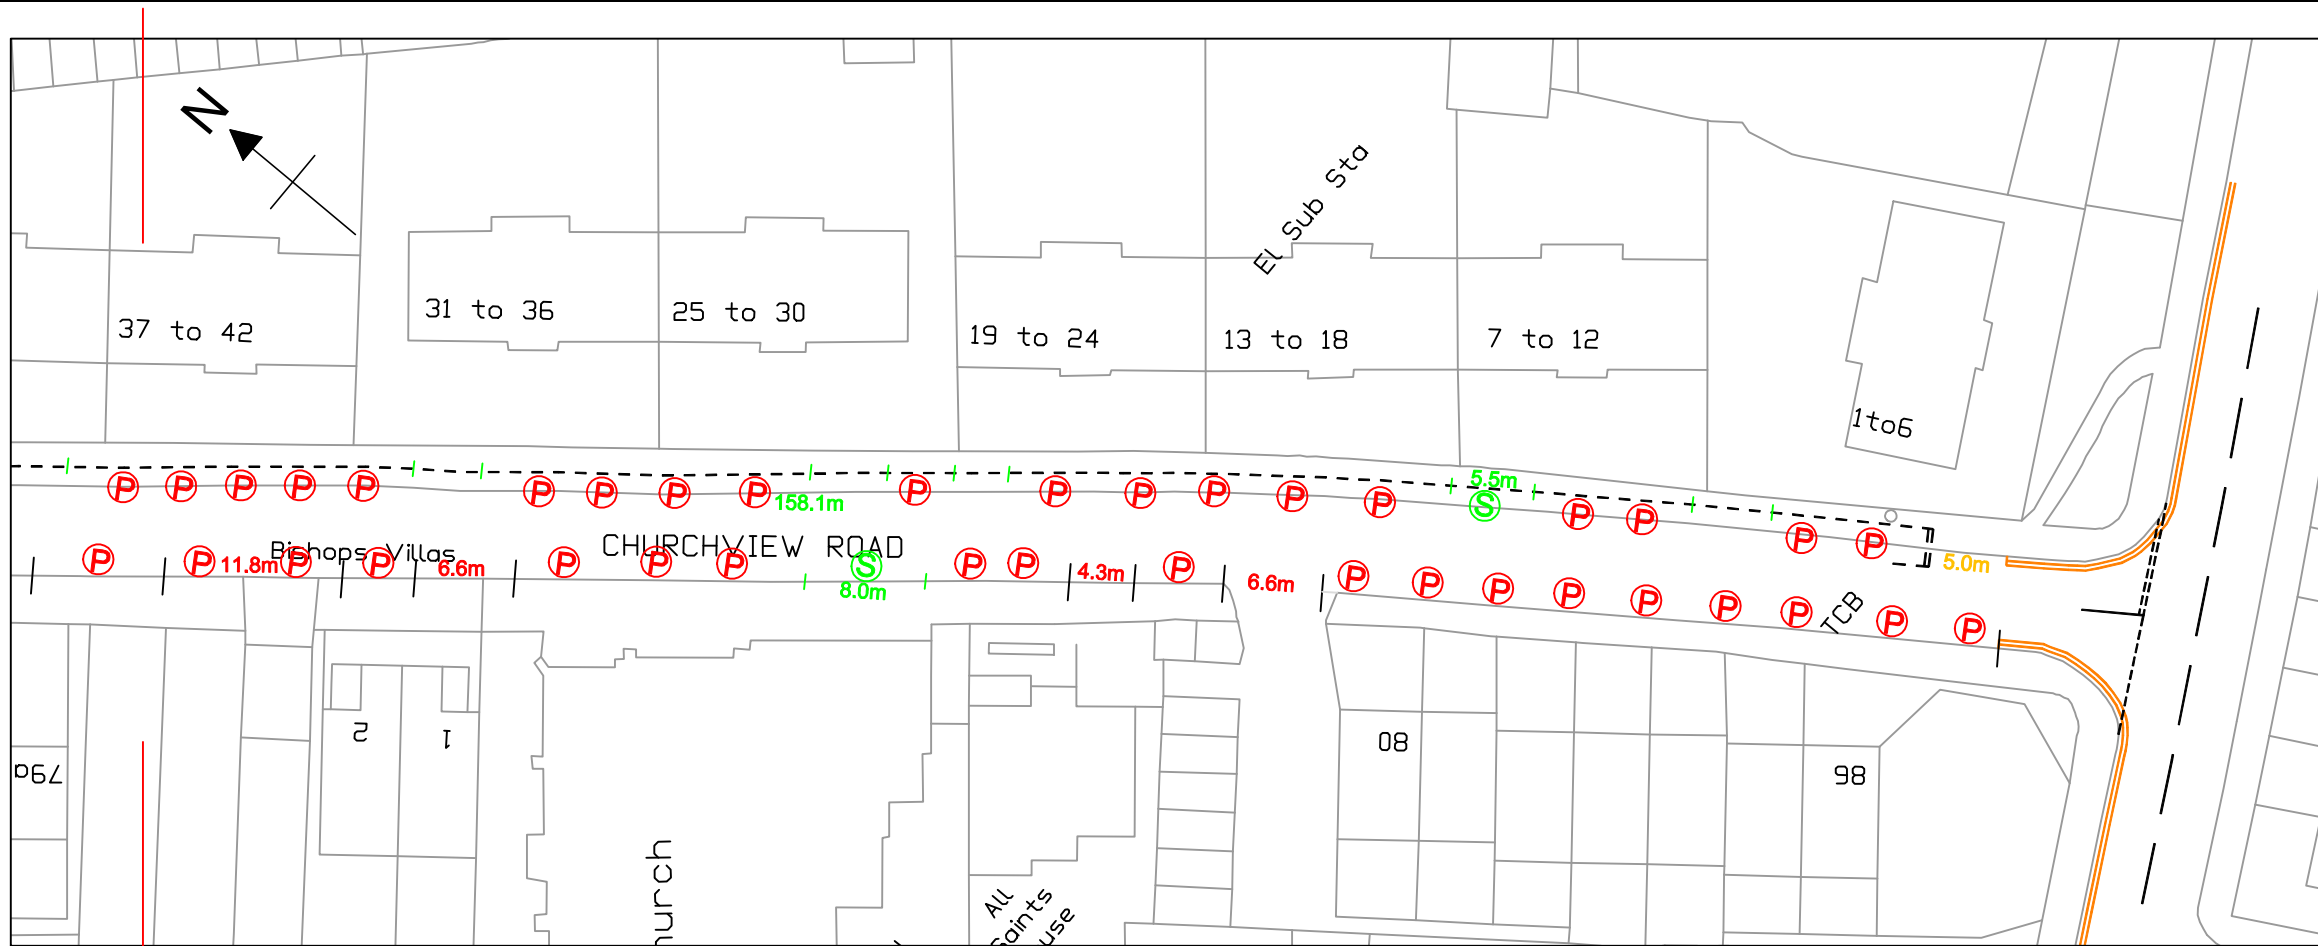 N
El Sub Sta
37 to 42
31 to 36
25 to 30
19 to 24
13 to 18
7 to 12
1to6
P P P P P P P P P 158.1m P P P P P P 5.5m S P P P P 5.0m
Bishops Villas
CHURCHVIEW ROAD
P P 11.8m P P 6.6m P P P S 8.0m P P 4.3m P 6.6m P P P P P P P P P
TCB
2
1
79a
80
86
hurch
All
Saints
use